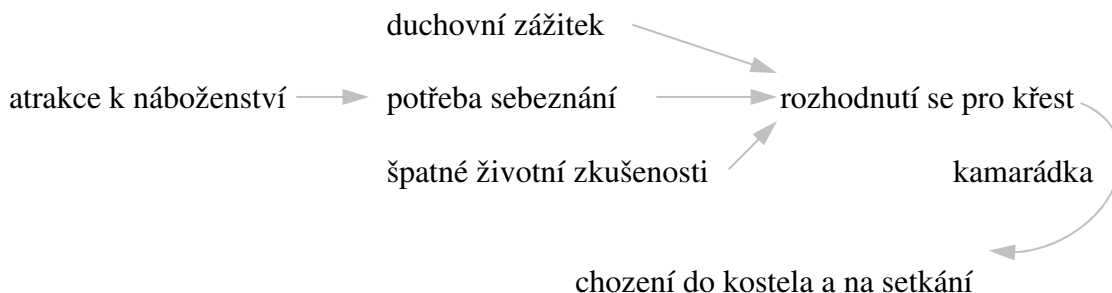 duchovní zážitek
atrakce k náboženství potřeba sebeznání rozhodnutí se pro křest
špatné životní zkušenosti kamarádka
chození do kostela a na setkání